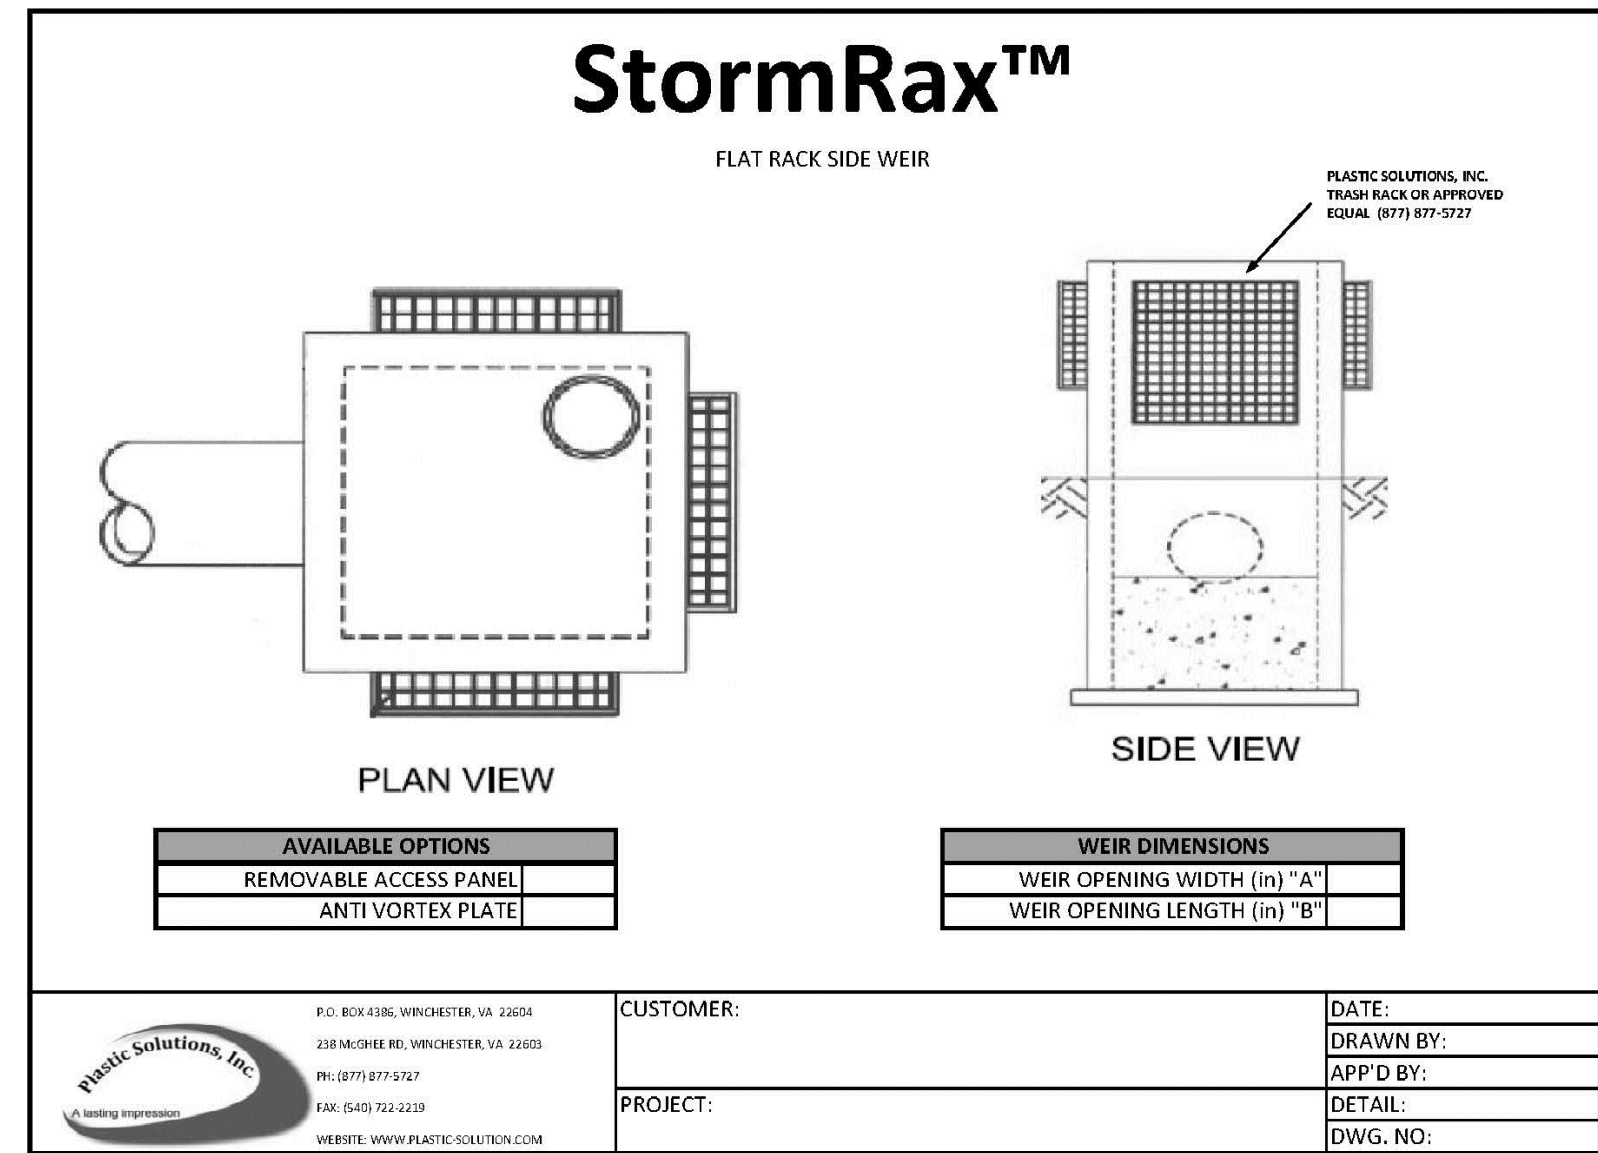 StormRax™
FLAT RACK SIDE WEIR
PLASTIC SOLUTIONS, INC.
TRASH RACK OR APPROVED
EQUAL (877) 877-5727
PLAN VIEW
SIDE VIEW
AVAILABLE OPTIONS
REMOVABLE ACCESS PANEL
ANTI VORTEX PLATE
WEIR DIMENSIONS
WEIR OPENING WIDTH (in) "A"
WEIR OPENING LENGTH (in) "B"
Plastic Solutions, Inc.
A lasting impression
P.O. BOX 4386, WINCHESTER, VA 22604
238 McGHEE RD, WINCHESTER, VA 22603
PH: (877) 877-5727
FAX: (540) 722-2219
WEBSITE: WWW.PLASTIC-SOLUTION.COM
CUSTOMER:
PROJECT:
DATE:
DRAWN BY:
APP'D BY:
DETAIL:
DWG. NO: